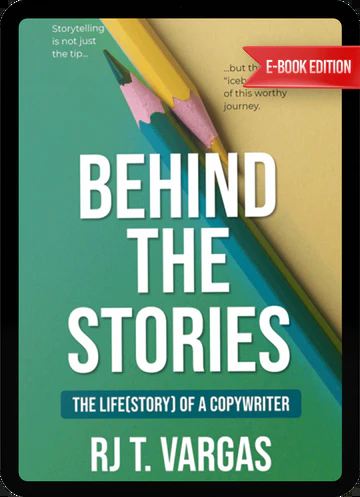 Storytelling
is not just
the tip...
...but th
"iceb
of this worthy
journey.
E-BOOK EDITION
BEHIND
THE
STORIES
THE LIFE(STORY) OF A COPYWRITER
RJ T. VARGAS